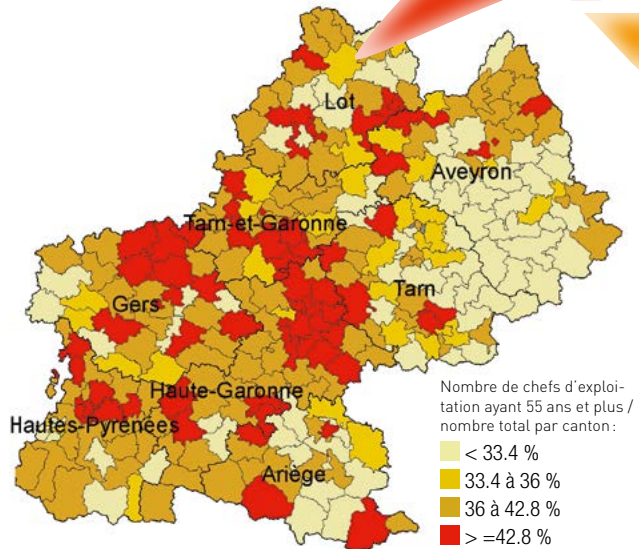 Lot
Aveyron
Tarn-et-Garonne
Tarn
Gers
Haute-Garonne
Hautes-Pyrénées
Ariège
Nombre de chefs d'exploi-
tation ayant 55 ans et plus /
nombre total par canton :
< 33.4 %
33.4 à 36 %
36 à 42.8 %
> =42.8 %